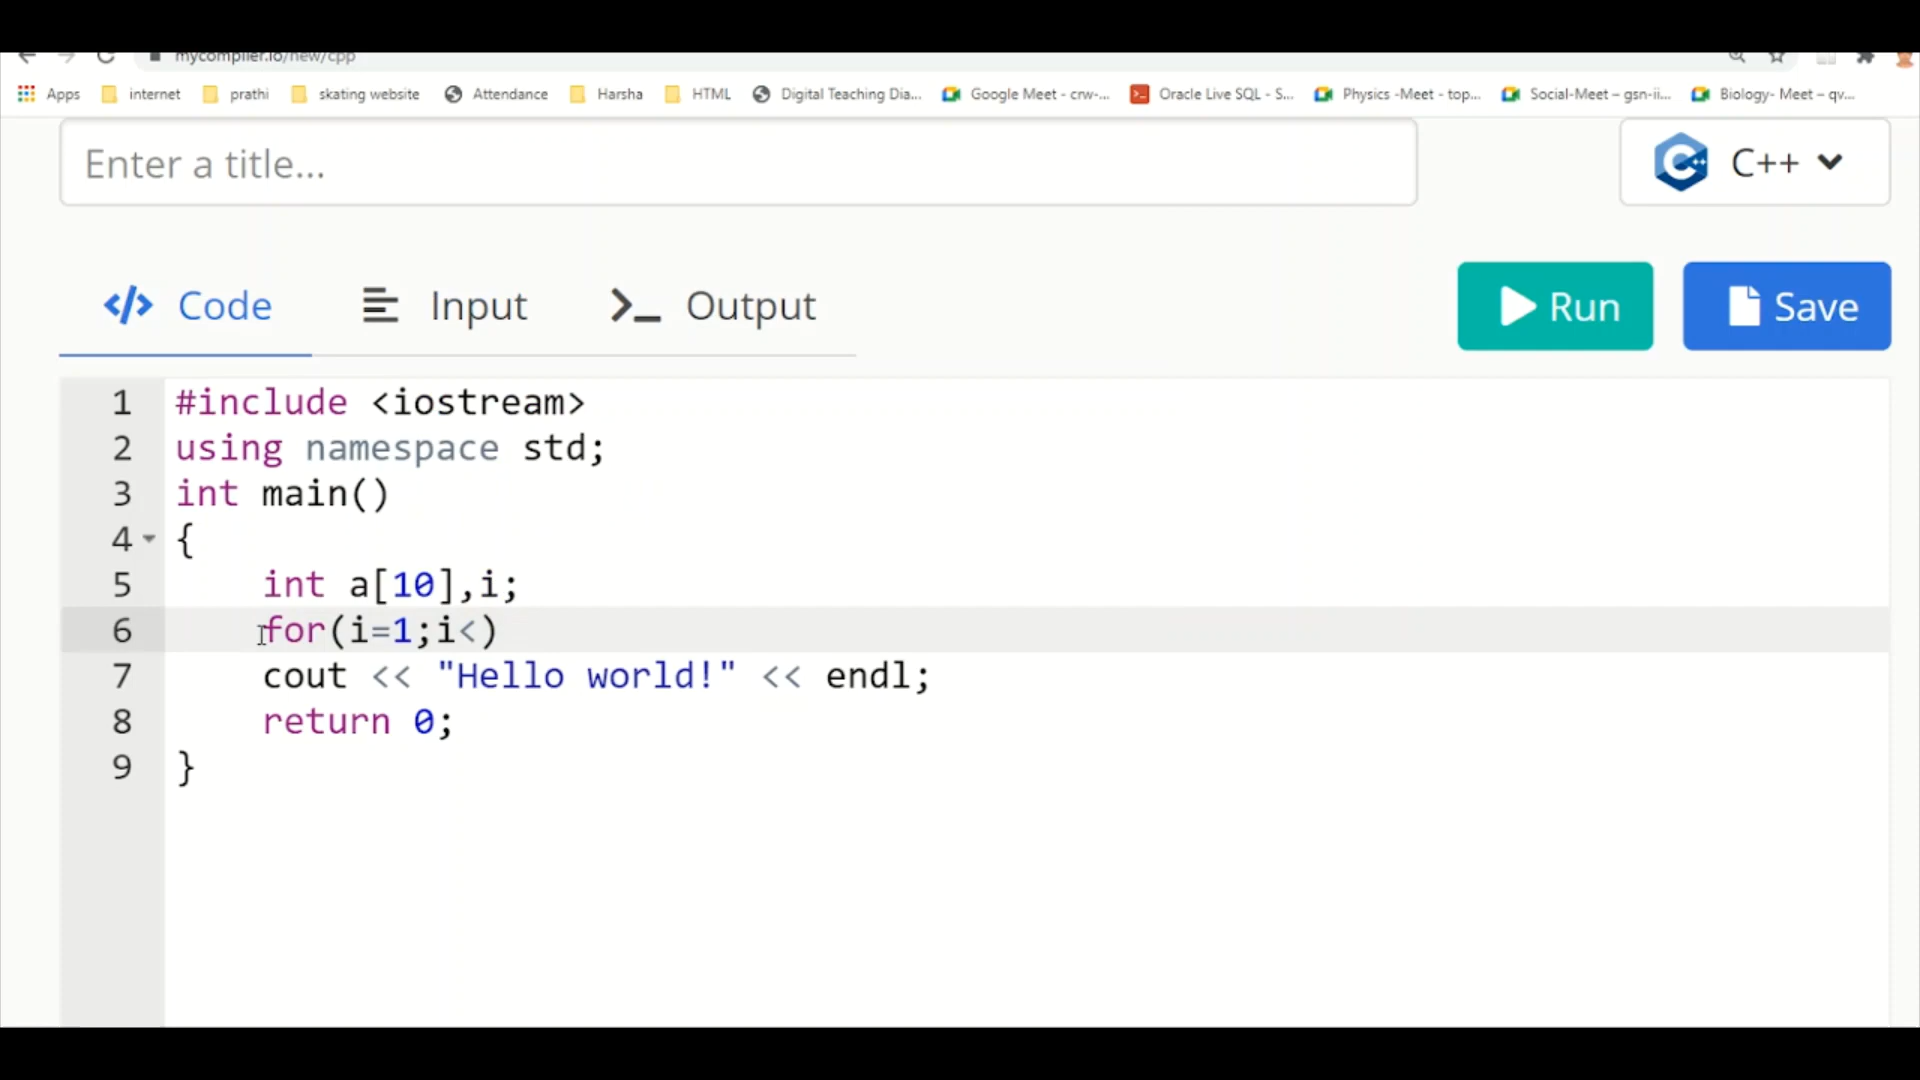 mycompiler.io/new/cpp
Apps internet prathi skating website Attendance Harsha HTML Digital Teaching Dia... Google Meet - crw-... Oracle Live SQL - S... Physics -Meet - top... Social-Meet – gsn-ii... Biology- Meet – qv...
Enter a title... C++
Code Input Output Run Save
1 #include <iostream>
2 using namespace std;
3 int main()
4 {
5 int a[10],i;
6 for(i=1;i<)
7 cout << "Hello world!" << endl;
8 return 0;
9 }